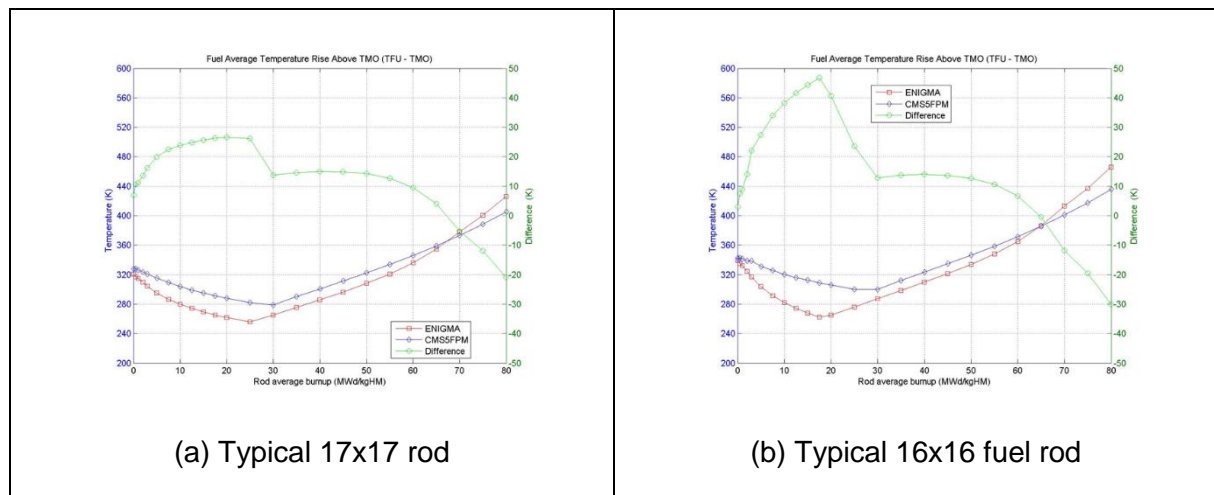 Fuel Average Temperature Rise Above TMO (TFU - TMO)
600
560
520
480
440
400
360
320
280
240
200
Temperature (K)
50
40
30
20
10
0
-10
-20
-30
-40
-50
Difference (K)
ENIGMA
CMS5FPM
Difference
0 10 20 30 40 50 60 70 80
Rod average burnup (MWd/kgHM)
(a) Typical 17x17 rod
Fuel Average Temperature Rise Above TMO (TFU - TMO)
600
560
520
480
440
400
360
320
280
240
200
Temperature (K)
50
40
30
20
10
0
-10
-20
-30
-40
-50
Difference (K)
ENIGMA
CMS5FPM
Difference
0 10 20 30 40 50 60 70 80
Rod average burnup (MWd/kgHM)
(b) Typical 16x16 fuel rod